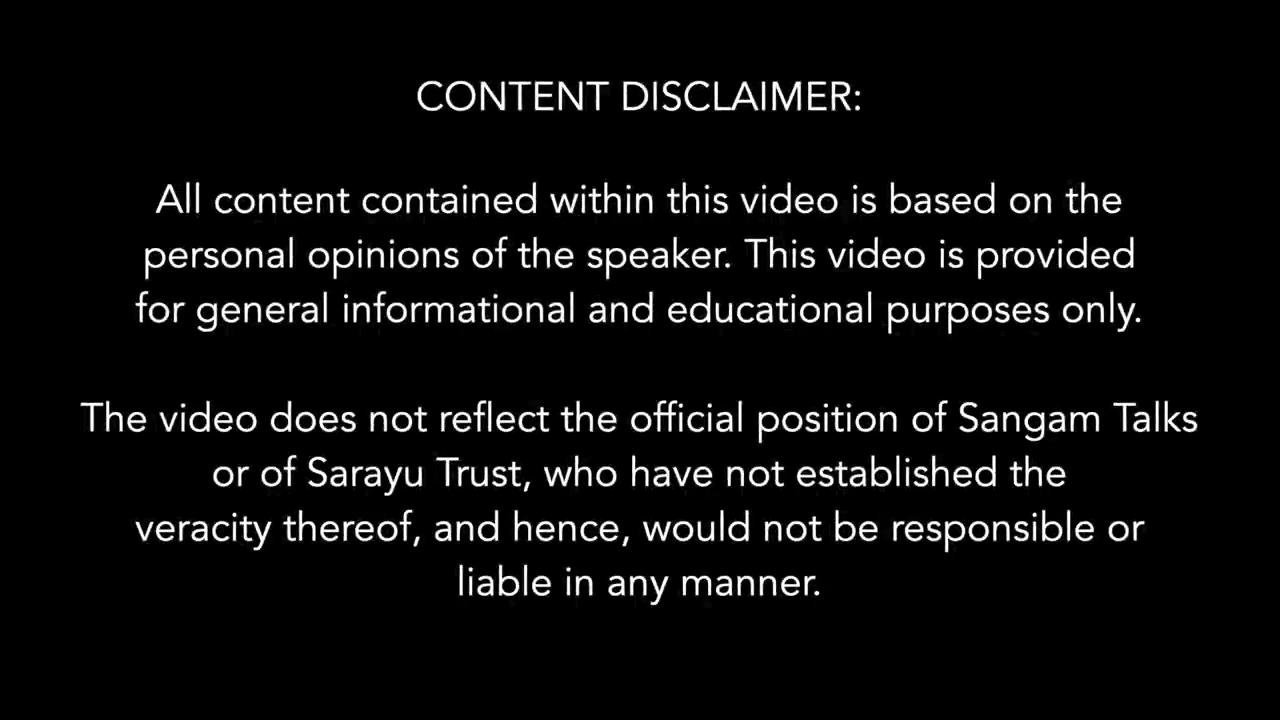 CONTENT DISCLAIMER:
All content contained within this video is based on the
personal opinions of the speaker. This video is provided
for general informational and educational purposes only.
The video does not reflect the official position of Sangam Talks
or of Sarayu Trust, who have not established the
veracity thereof, and hence, would not be responsible or
liable in any manner.